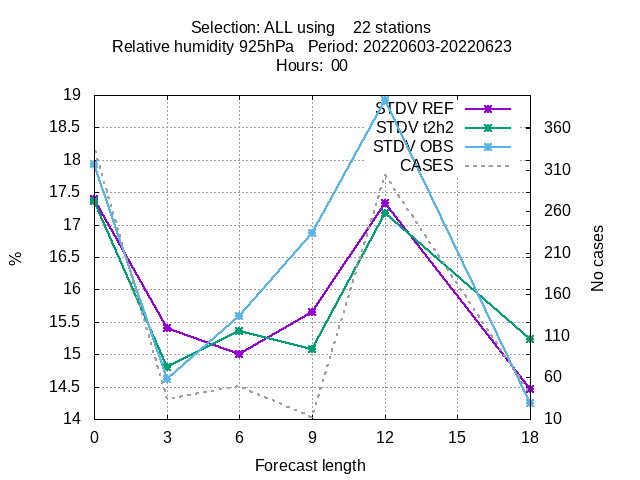 Selection: ALL using    22 stations
Relative humidity 925hPa   Period: 20220603-20220623
Hours:  00
STDV REF
STDV t2h2
STDV OBS
CASES
19
18.5
18
17.5
17
16.5
16
15.5
15
14.5
14
%
360
310
260
210
160
110
60
10
No cases
0 3 6 9 12 15 18
Forecast length